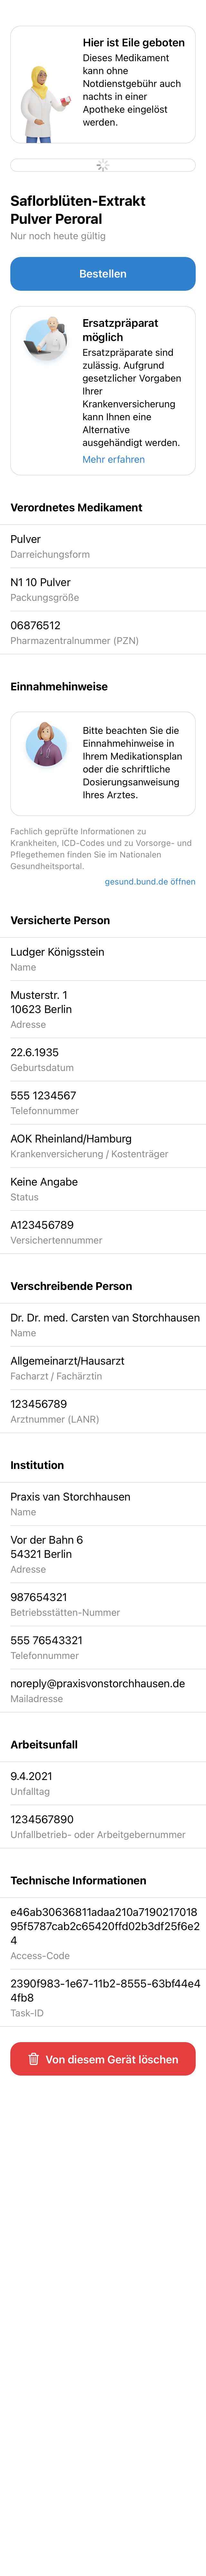 Hier ist Eile geboten
Dieses Medikament
kann ohne
Notdienstgebühr auch
nachts in einer
Apotheke eingelöst
werden.
Saflorblüten-Extrakt
Pulver Peroral
Nur noch heute gültig
Bestellen
Ersatzpräparat
möglich
Ersatzpräparate sind
zulässig. Aufgrund
gesetzlicher Vorgaben
Ihrer
Krankenversicherung
kann Ihnen eine
Alternative
ausgehändigt werden.
Mehr erfahren
Verordnetes Medikament
Pulver
Darreichungsform
N1 10 Pulver
Packungsgröße
06876512
Pharmazentralnummer (PZN)
Einnahmehinweise
Bitte beachten Sie die
Einnahmehinweise in
Ihrem Medikationsplan
oder die schriftliche
Dosierungsanweisung
Ihres Arztes.
Fachlich geprüfte Informationen zu
Krankheiten, ICD-Codes und zu Vorsorge- und
Pflegethemen finden Sie im Nationalen
Gesundheitsportal.
gesund.bund.de öffnen
Versicherte Person
Ludger Königsstein
Name
Musterstr. 1
10623 Berlin
Adresse
22.6.1935
Geburtsdatum
555 1234567
Telefonnummer
AOK Rheinland/Hamburg
Krankenversicherung / Kostenträger
Keine Angabe
Status
A123456789
Versichertennummer
Verschreibende Person
Dr. Dr. med. Carsten van Storchhausen
Name
Allgemeinarzt/Hausarzt
Facharzt / Fachärztin
123456789
Arztnummer (LANR)
Institution
Praxis van Storchhausen
Name
Vor der Bahn 6
54321 Berlin
Adresse
987654321
Betriebsstätten-Nummer
555 76543321
Telefonnummer
noreply@praxisvonstorchhausen.de
Mailadresse
Arbeitsunfall
9.4.2021
Unfalltag
1234567890
Unfallbetrieb- oder Arbeitgebernummer
Technische Informationen
e46ab30636811adaa210a7190217018
95f5787cab2c65420ffd02b3df25f6e2
4
Access-Code
2390f983-1e67-11b2-8555-63bf44e4
4fb8
Task-ID
Von diesem Gerät löschen